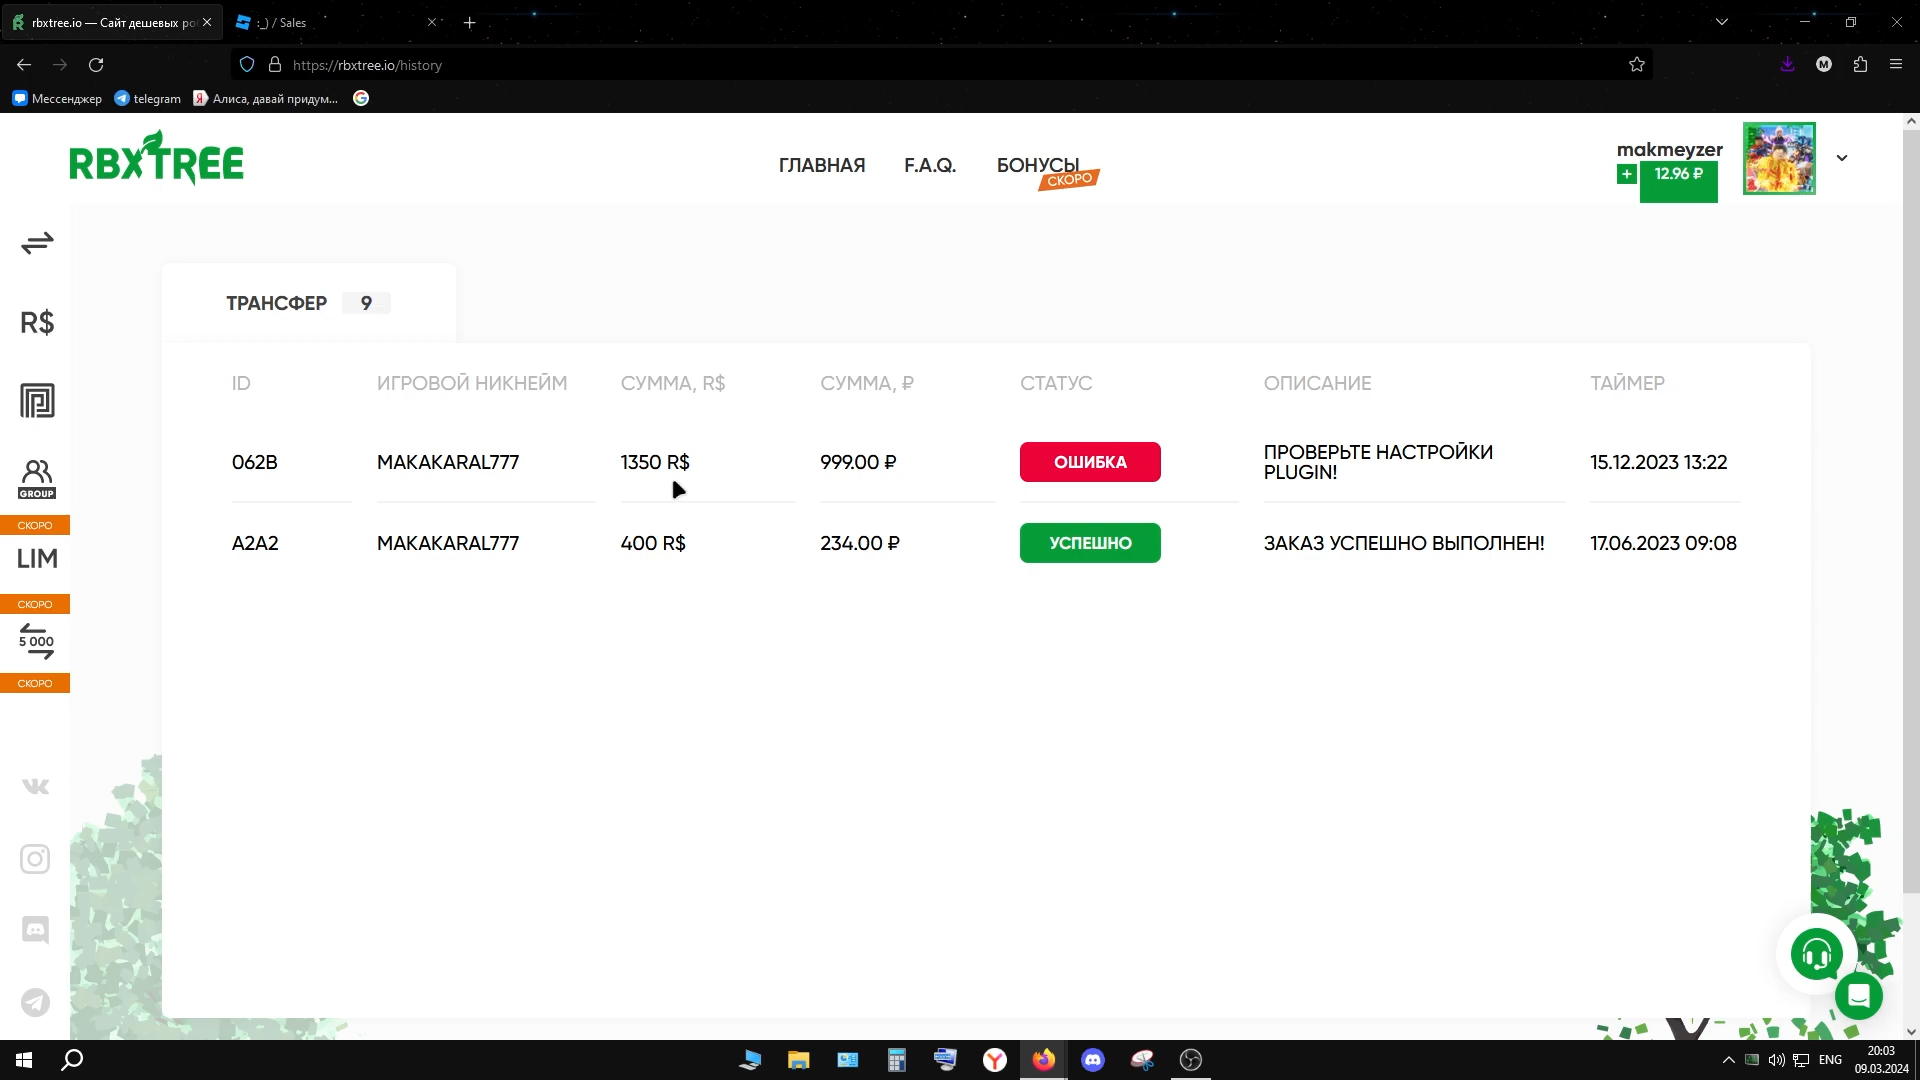 rbxtree.io — Сайт дешевых ро
:_) / Sales
https://rbxtree.io/history
M
Мессенджер
telegram
Я
Алиса, давай придум...
G
RBXTREE
ГЛАВНАЯ
F.A.Q.
БОНУСЫ
СКОРО
makmeyzer
+
12.96 ₽
R$
GROUP
СКОРО
LIM
СКОРО
5 000
СКОРО
ТРАНСФЕР 9
ID ИГРОВОЙ НИКНЕЙМ СУММА, R$ СУММА, ₽ СТАТУС ОПИСАНИЕ ТАЙМЕР
062B MAKAKARAL777 1350 R$ 999.00 ₽ ОШИБКА ПРОВЕРЬТЕ НАСТРОЙКИ
PLUGIN! 15.12.2023 13:22
A2A2 MAKAKARAL777 400 R$ 234.00 ₽ УСПЕШНО ЗАКАЗ УСПЕШНО ВЫПОЛНЕН! 17.06.2023 09:08
ENG
20:03
09.03.2024